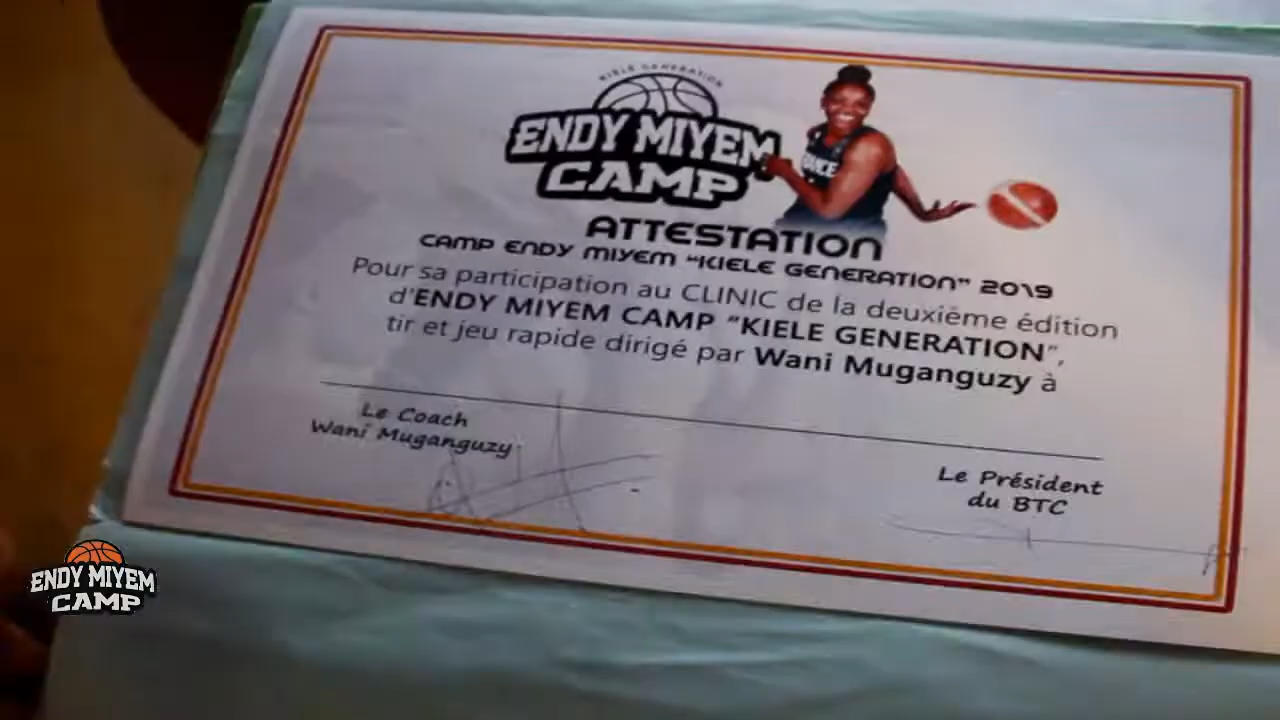 KIELE GENERATION
ENDY MIYEM
CAMP
ATTESTATION
CAMP ENDY MIYEM “KIELE GENERATION” 2019
Pour sa participation au CLINIC de la deuxième édition
d'ENDY MIYEM CAMP “KIELE GENERATION”,
tir et jeu rapide dirigé par Wani Muganguzy à
Le Coach
Wani Muganguzy
Le Président
du BTC
ENDY MIYEM
CAMP